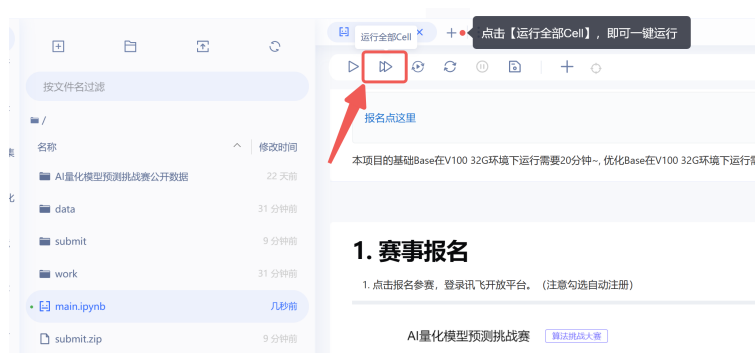 运行全部Cell
点击【运行全部Cell】，即可一键运行
按文件名过滤
报名点这里
/
名称
修改时间
本项目的基础Base在V100 32G环境下运行需要20分钟~, 优化Base在V100 32G环境下运行需
AI量化模型预测挑战赛公开数据
22 天前
data
31 分钟前
submit
9 分钟前
1. 赛事报名
work
31 分钟前
1. 点击报名参赛，登录讯飞开放平台。（注意勾选自动注册）
main.ipynb
几秒前
submit.zip
9 分钟前
AI量化模型预测挑战赛
算法挑战大赛
集
化